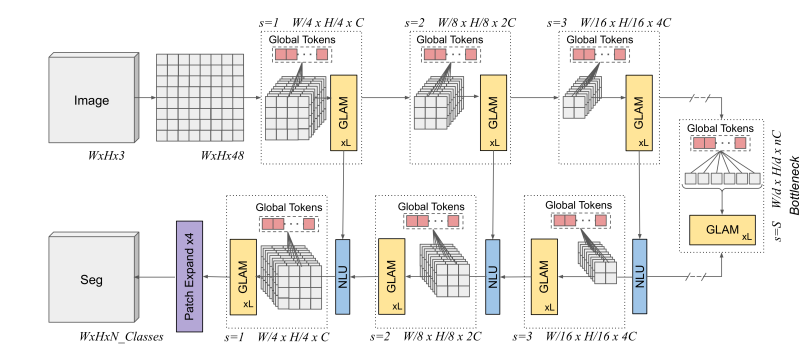 s=1 W/4 x H/4 x C
s=2 W/8 x H/8 x 2C
s=3 W/16 x H/16 x 4C
Global Tokens
Global Tokens
Global Tokens
Image
GLAM
xL
GLAM
xL
GLAM
xL
WxHx3
WxHx48
Global Tokens
GLAM
xL
s=S W/d x H/d x nC
Bottleneck
Global Tokens
Global Tokens
Global Tokens
Seg
Patch Expand x4
GLAM
xL
NLU
GLAM
xL
NLU
GLAM
xL
NLU
WxHxN_Classes
s=1 W/4 x H/4 x C
s=2 W/8 x H/8 x 2C
s=3 W/16 x H/16 x 4C